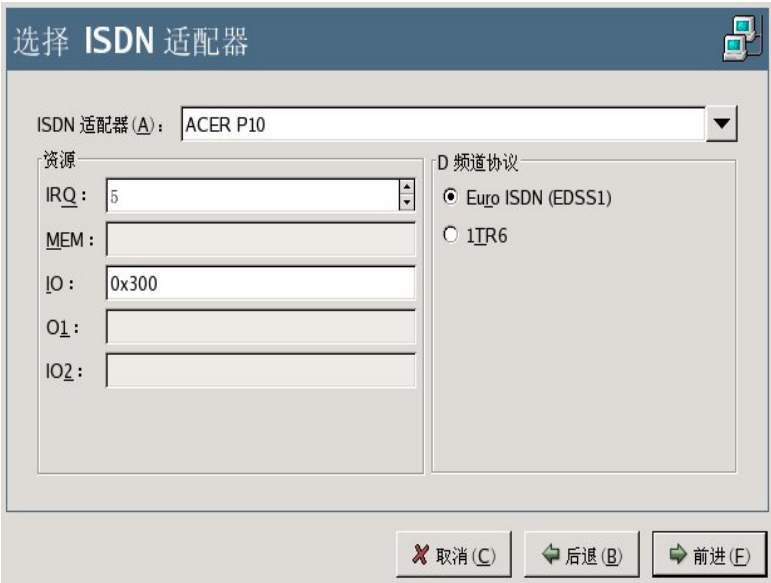 选择 ISDN 适配器
ISDN 适配器(A)： ACER P10
资源
IRQ： 5
MEM：
IO： 0x300
O1：
IO2：
D 频道协议
Euro ISDN (EDSS1)
1TR6
取消(C) 后退(B) 前进(F)